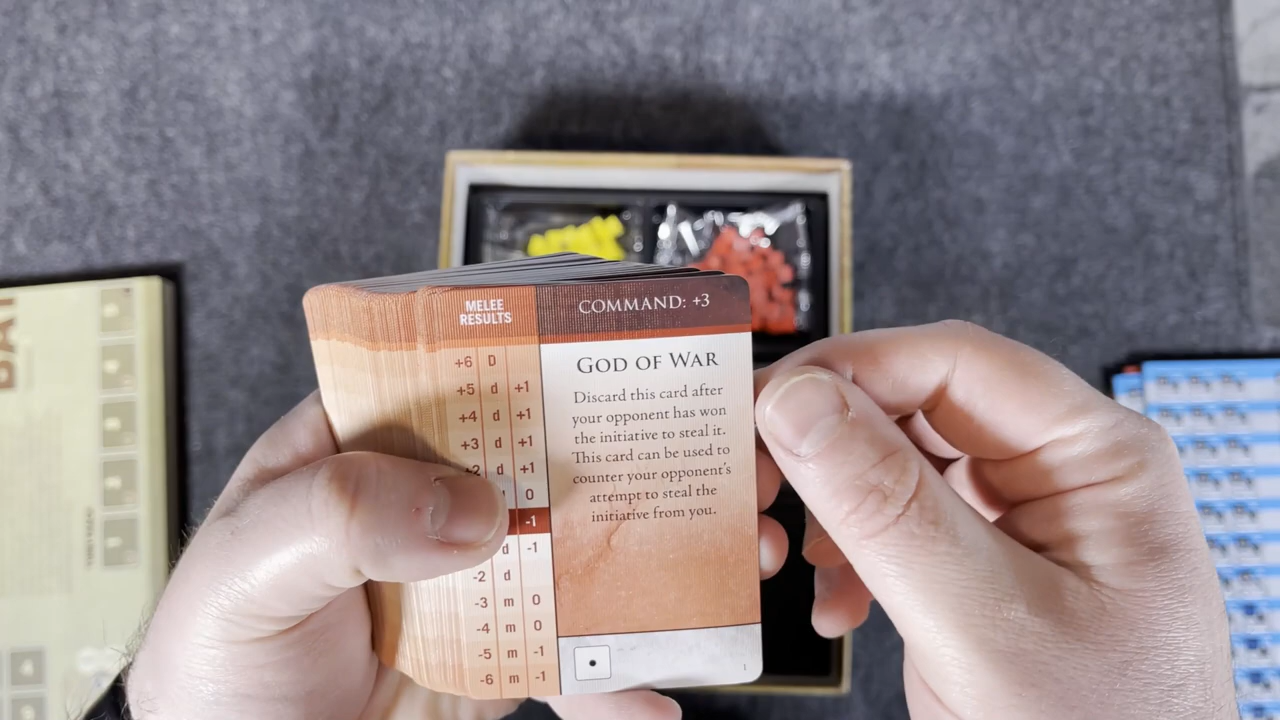 MELEE
RESULTS
COMMAND: +3
GOD OF WAR
Discard this card after
your opponent has won
the initiative to steal it.
This card can be used to
counter your opponent's
attempt to steal the
initiative from you.
+6 D
+5 d +1
+4 d +1
+3 d +1
d +1
0
-1
d -1
-2 d
-3 m 0
-4 m 0
-5 m -1
-6 m -1
1